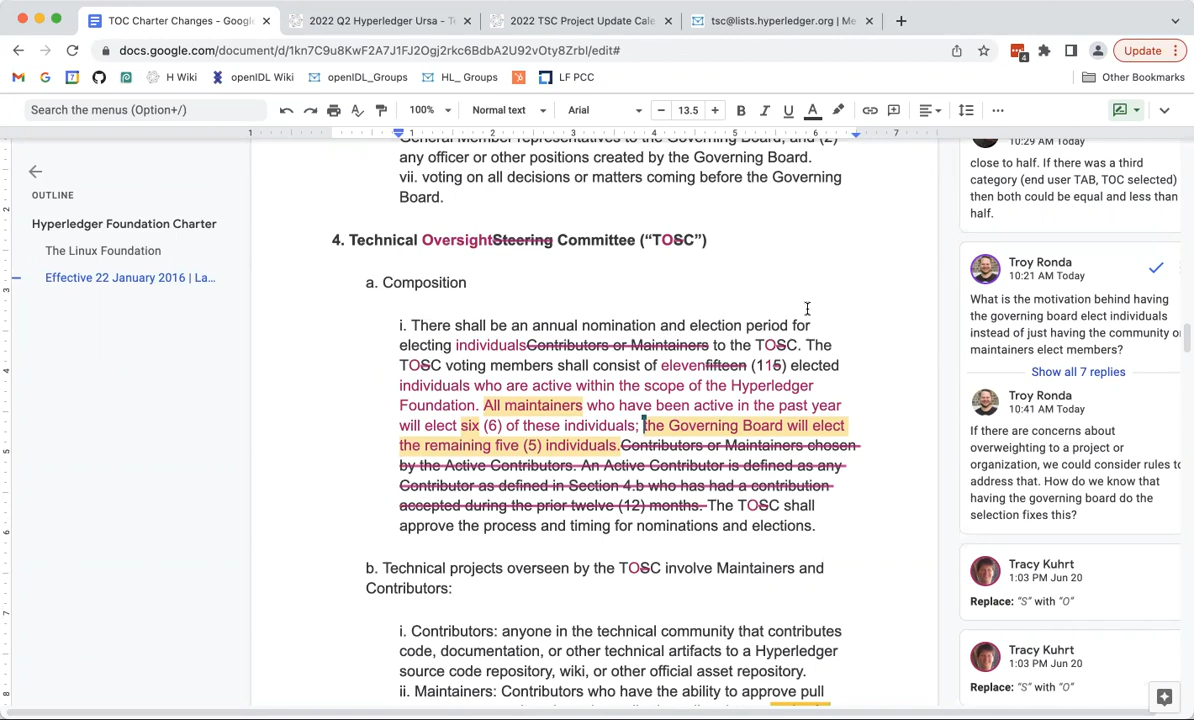 TOC Charter Changes - Google
2022 Q2 Hyperledger Ursa - T
2022 TSC Project Update Cale
tsc@lists.hyperledger.org | Me
docs.google.com/document/d/1kn7C9u8KwF2A7J1FJ2Ogj2rkc6BdbA2U92vOty8ZrbI/edit#
4
Update
H Wiki
openIDL Wiki
openIDL_Groups
HL_ Groups
LF PCC
Other Bookmarks
Search the menus (Option+/)
100%
Normal text
Arial
13.5
B I U A
1 1 2 3 4 5 6 7
OUTLINE
Hyperledger Foundation Charter
The Linux Foundation
Effective 22 January 2016 | La...
General Member representatives to the Governing Board, and (2)
any officer or other positions created by the Governing Board.
vii. voting on all decisions or matters coming before the Governing
Board.
4. Technical OversightSteering Committee (“TOSC”)
a. Composition
i. There shall be an annual nomination and election period for
electing individualsContributors or Maintainers to the TOSC. The
TOSC voting members shall consist of elevenfifteen (115) elected
individuals who are active within the scope of the Hyperledger
Foundation. All maintainers who have been active in the past year
will elect six (6) of these individuals; the Governing Board will elect
the remaining five (5) individuals.Contributors or Maintainers chosen
by the Active Contributors. An Active Contributor is defined as any
Contributor as defined in Section 4.b who has had a contribution
accepted during the prior twelve (12) months. The TOSC shall
approve the process and timing for nominations and elections.
b. Technical projects overseen by the TOSC involve Maintainers and
Contributors:
i. Contributors: anyone in the technical community that contributes
code, documentation, or other technical artifacts to a Hyperledger
source code repository, wiki, or other official asset repository.
ii. Maintainers: Contributors who have the ability to approve pull
10:29 AM Today
close to half. If there was a third
category (end user TAB, TOC selected)
then both could be equal and less than
half.
Troy Ronda
10:21 AM Today
What is the motivation behind having
the governing board elect individuals
instead of just having the community or
maintainers elect members?
Show all 7 replies
Troy Ronda
10:41 AM Today
If there are concerns about
overweighting to a project or
organization, we could consider rules to
address that. How do we know that
having the governing board do the
selection fixes this?
Tracy Kuhrt
1:03 PM Jun 20
Replace: “S” with “O”
Tracy Kuhrt
1:03 PM Jun 20
Replace: “S” with “O”
2
3
4
5
6
7
8